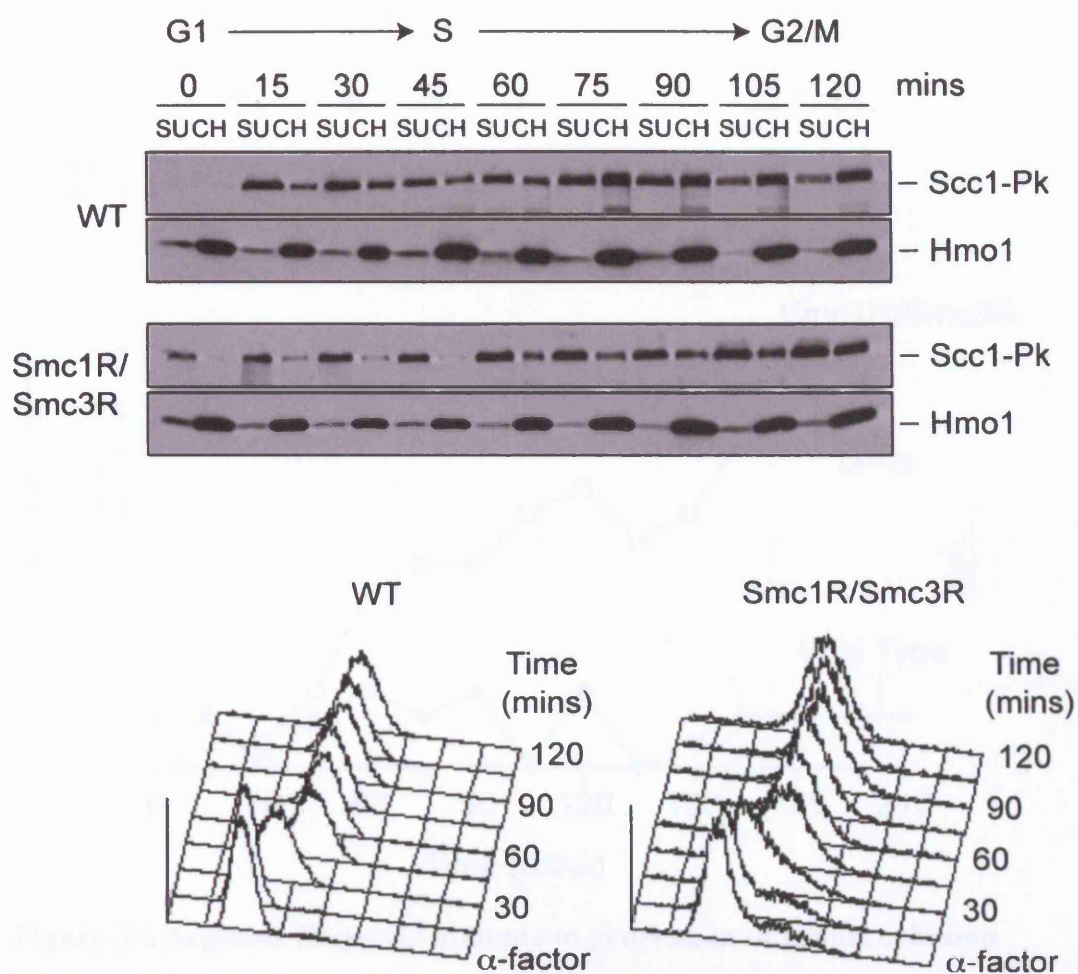 G1 S G2/M
0 15 30 45 60 75 90 105 120 mins
SUCH SUCH SUCH SUCH SUCH SUCH SUCH SUCH SUCH
WT
– Scc1-Pk
– Hmo1
Smc1R/
Smc3R
– Scc1-Pk
– Hmo1
WT
Time
(mins)
120
90
60
30
α-factor
Smc1R/Smc3R
Time
(mins)
120
90
60
30
α-factor